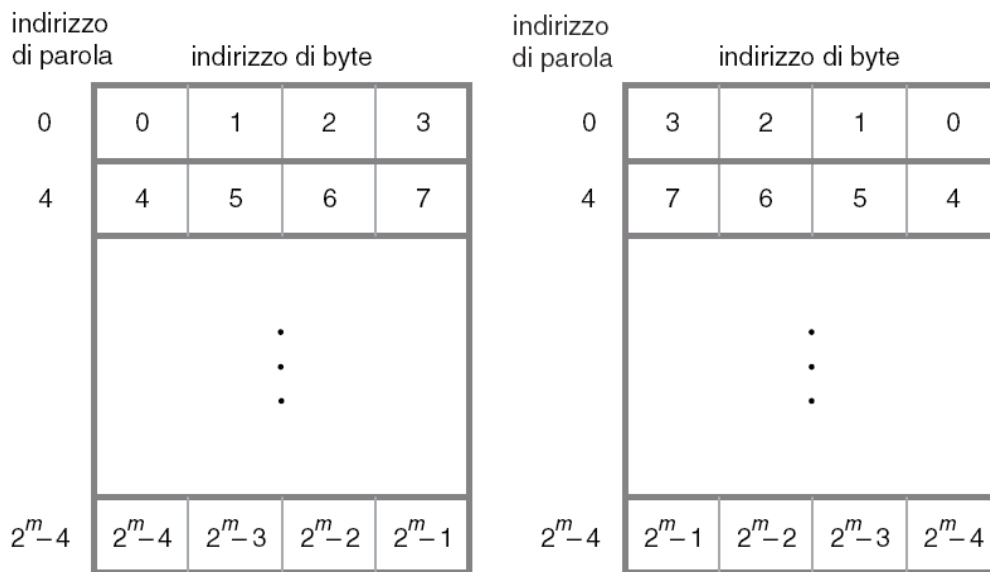 indirizzo
di parola
indirizzo di byte
0 0 1 2 3
4 4 5 6 7
2^m–4 2^m–4 2^m–3 2^m–2 2^m–1
indirizzo
di parola
indirizzo di byte
0 3 2 1 0
4 7 6 5 4
2^m–4 2^m–1 2^m–2 2^m–3 2^m–4